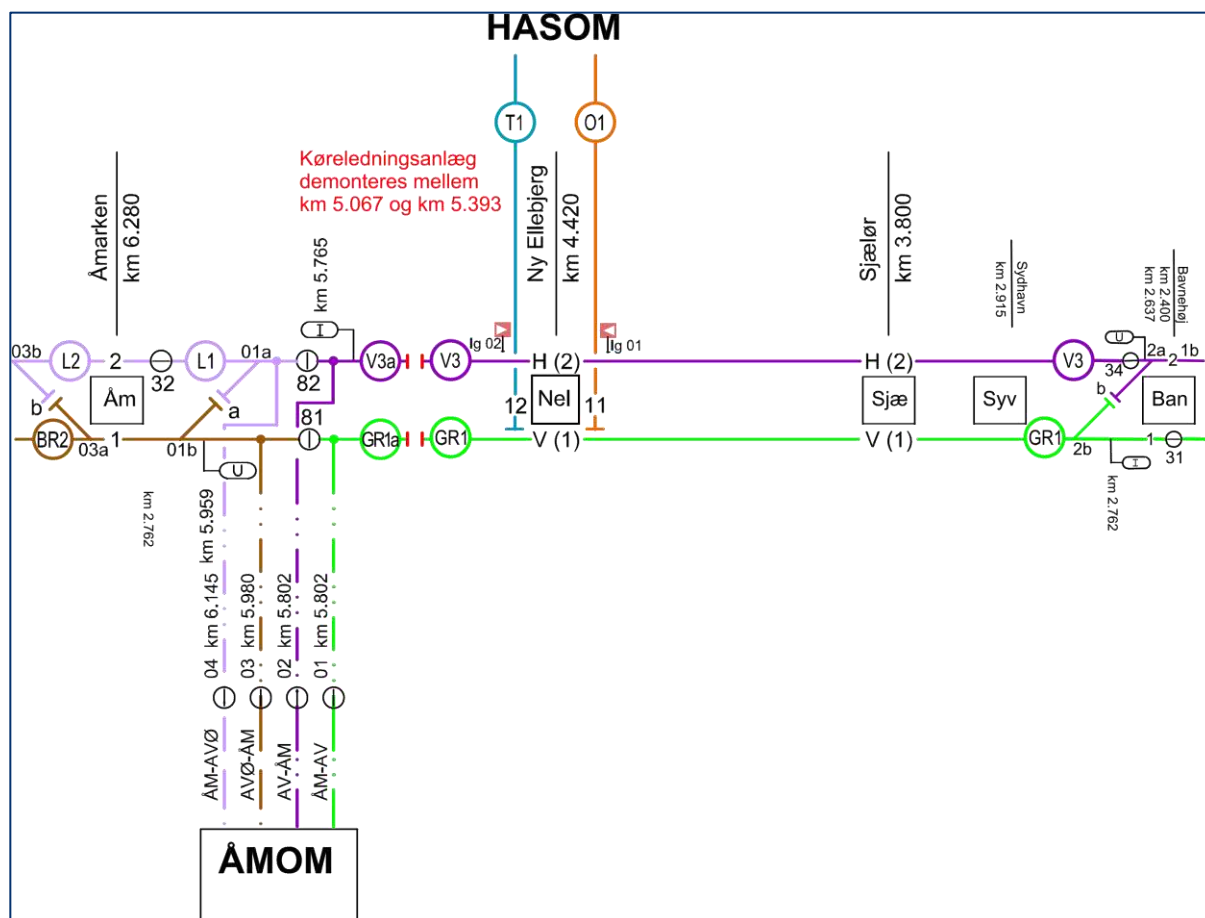 HASOM
T1
O1
Køreledningsanlæg
demonteres mellem
km 5.067 og km 5.393
Åmarken
km 6.280
km 5.765
Ny Ellebjerg
km 4.420
Sjælør
km 3.800
Sydhavn
km 2.915
Bavnehøj
km 2.400
km 2.637
I
U
lg 02
lg 01
03b
L2
2
32
L1
01a
82
V3a
V3
H (2)
H (2)
V3
34
2a
2
1b
b
Åm
a
81
12
Nel
11
Sjæ
Syv
b
Ban
BR2
03a
1
01b
U
GR1a
GR1
V (1)
V (1)
GR1
2b
I
1
31
km 2.762
km 5.959
km 2.762
04 km 6.145
03 km 5.980
02 km 5.802
01 km 5.802
ÅM-AVØ
AVØ-ÅM
AV-ÅM
ÅM-AV
ÅMOM